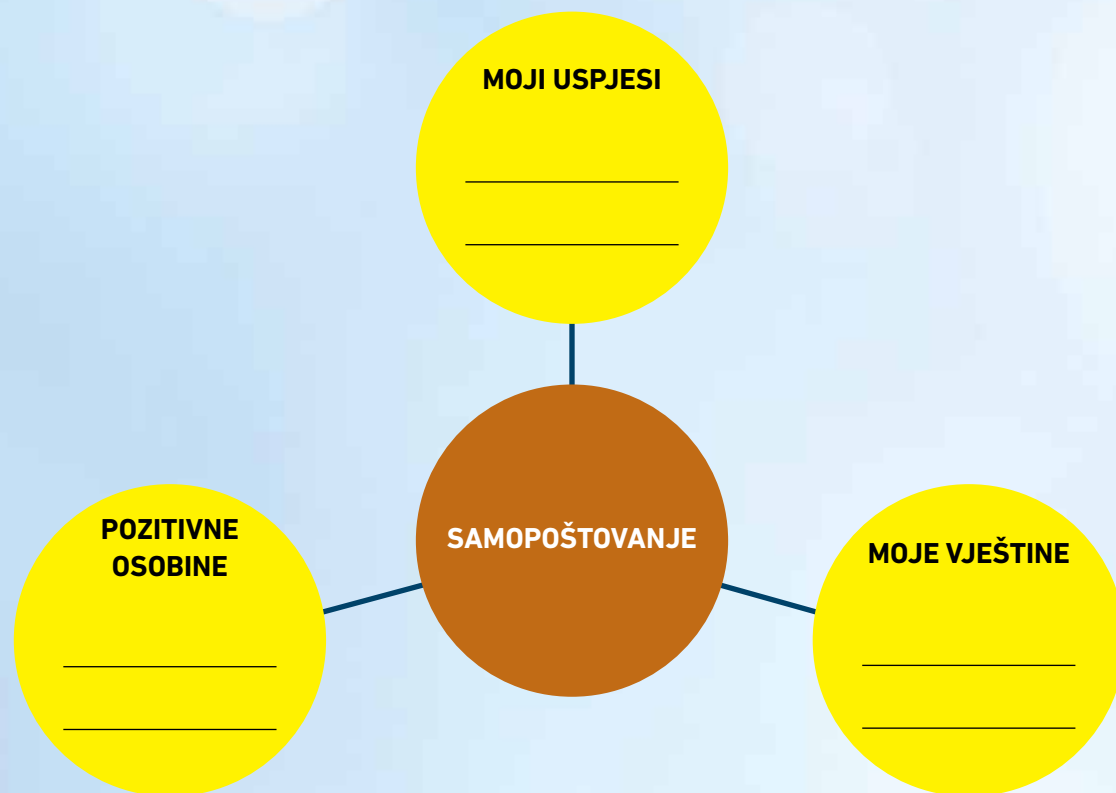 MOJI USPJESI
SAMOPOŠTOVANJE
POZITIVNE
OSOBINE
MOJE VJEŠTINE